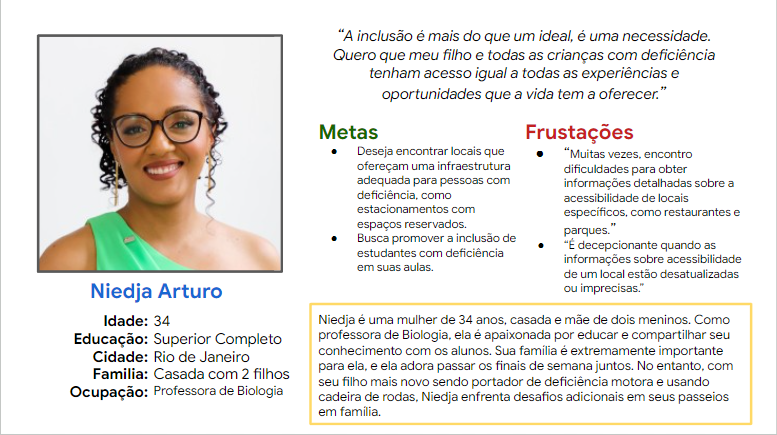 “A inclusão é mais do que um ideal, é uma necessidade.
Quero que meu filho e todas as crianças com deficiência
tenham acesso igual a todas as experiências e
oportunidades que a vida tem a oferecer.”
Metas
● Deseja encontrar locais que
ofereçam uma infraestrutura
adequada para pessoas com
deficiência, como
estacionamentos com
espaços reservados.
● Busca promover a inclusão de
estudantes com deficiência
em suas aulas.
Frustações
● “Muitas vezes, encontro
dificuldades para obter
informações detalhadas sobre a
acessibilidade de locais
específicos, como restaurantes e
parques.”
● “É decepcionante quando as
informações sobre acessibilidade
de um local estão desatualizadas
ou imprecisas.”
Niedja Arturo
Idade: 34
Educação: Superior Completo
Cidade: Rio de Janeiro
Familia: Casada com 2 filhos
Ocupação: Professora de Biologia
Niedja é uma mulher de 34 anos, casada e mãe de dois meninos. Como
professora de Biologia, ela é apaixonada por educar e compartilhar seu
conhecimento com os alunos. Sua família é extremamente importante
para ela, e ela adora passar os finais de semana juntos. No entanto, com
seu filho mais novo sendo portador de deficiência motora e usando
cadeira de rodas, Niedja enfrenta desafios adicionais em seus passeios
em família.